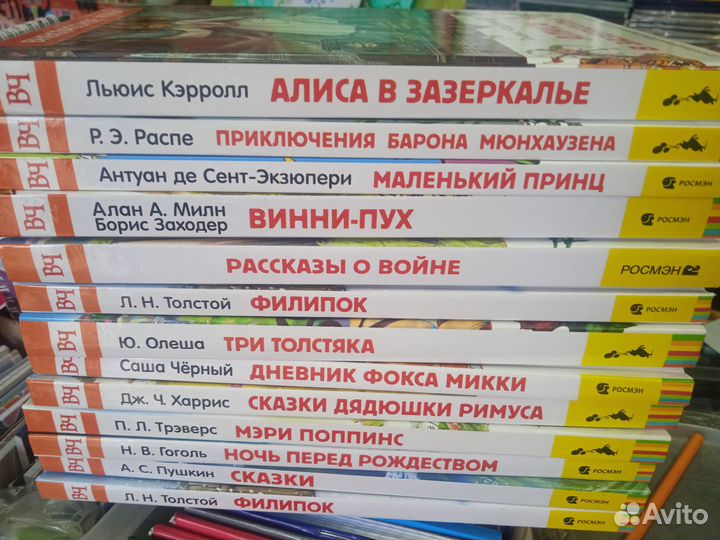 ВЧ Льюис Кэрролл АЛИСА В ЗАЗЕРКАЛЬЕ
ВЧ Р. Э. Распе ПРИКЛЮЧЕНИЯ БАРОНА МЮНХАУЗЕНА
ВЧ Антуан де Сент-Экзюпери МАЛЕНЬКИЙ ПРИНЦ РОСМЭН
ВЧ Алан А. Милн
Борис Заходер ВИННИ-ПУХ РОСМЭН
ВЧ РАССКАЗЫ О ВОЙНЕ РОСМЭН
ВЧ Л. Н. Толстой ФИЛИПОК РОСМЭН
ВЧ Ю. Олеша ТРИ ТОЛСТЯКА
ВЧ Саша Чёрный ДНЕВНИК ФОКСА МИККИ РОСМЭН
ВЧ Дж. Ч. Харрис СКАЗКИ ДЯДЮШКИ РИМУСА
ВЧ П. Л. Трэверс МЭРИ ПОППИНС
ВЧ Н. В. Гоголь НОЧЬ ПЕРЕД РОЖДЕСТВОМ РОСМЭН
ВЧ А. С. Пушкин СКАЗКИ РОСМЭН
ВЧ Л. Н. Толстой ФИЛИПОК РОСМЭН
Avito